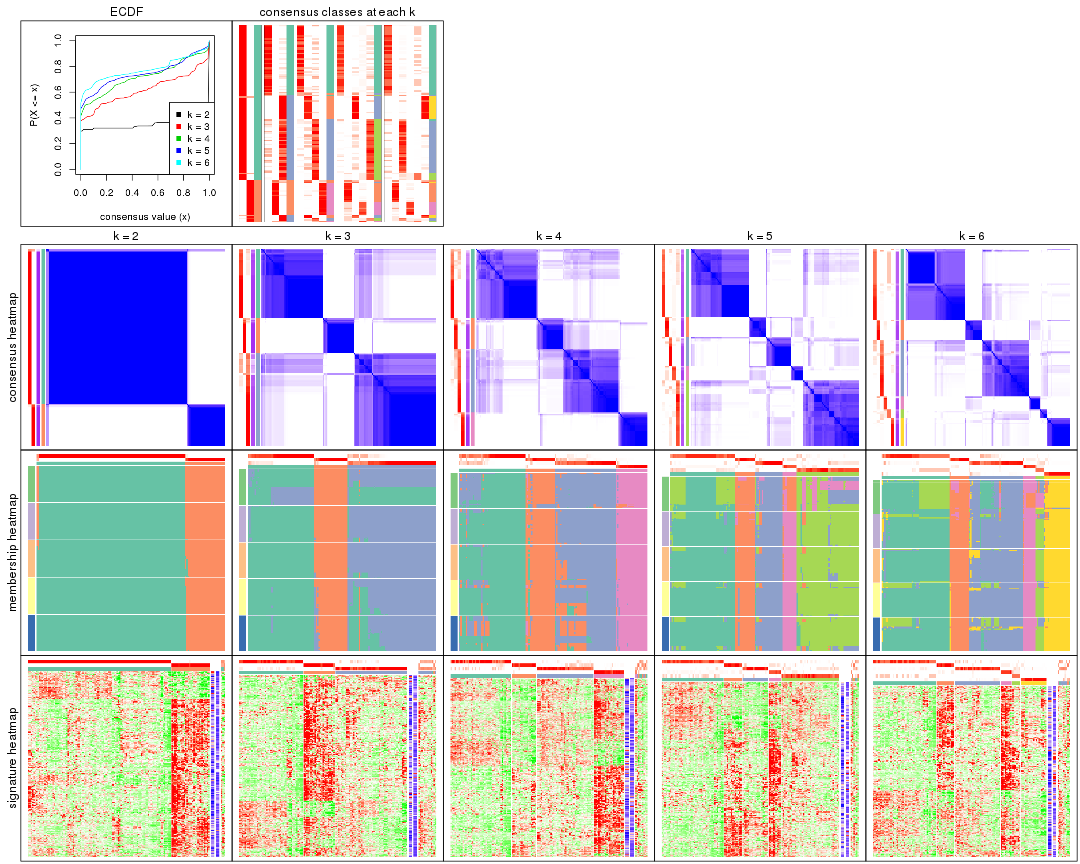 ECDF
consensus classes at each k
P(X <= x)
0.0 0.2 0.4 0.6 0.8 1.0
k = 2
k = 3
k = 4
k = 5
k = 6
0.0 0.2 0.4 0.6 0.8 1.0
consensus value (x)
k = 2
k = 3
k = 4
k = 5
k = 6
consensus heatmap
membership heatmap
signature heatmap